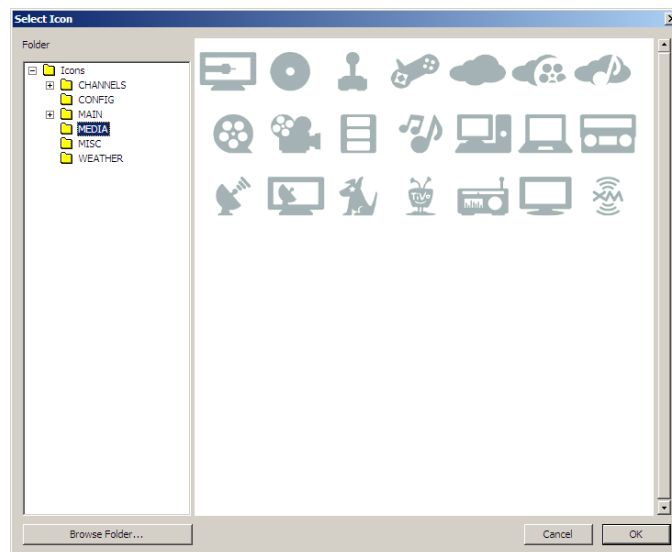 Select Icon
Folder
Icons
CHANNELS
CONFIG
MAIN
MEDIA
MISC
WEATHER
TiVo
XM
Browse Folder...
Cancel
OK